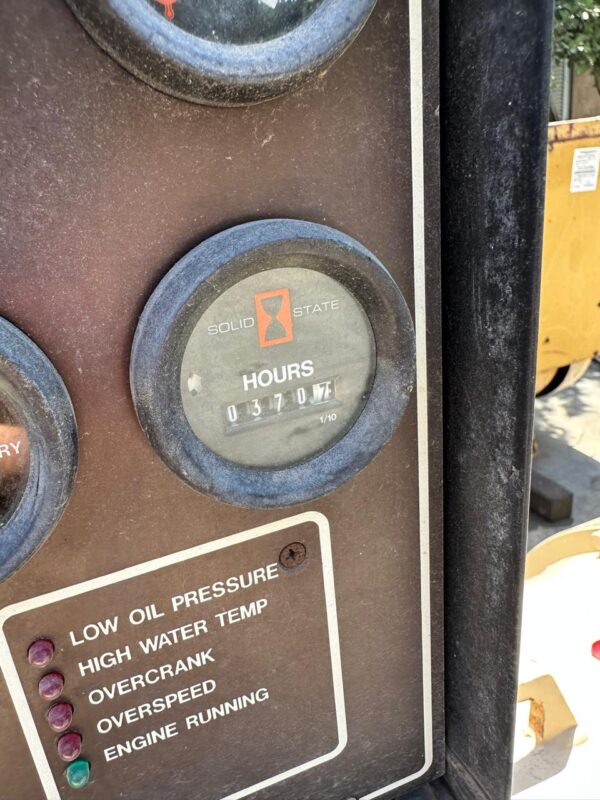 SOLID STATE
HOURS
0 3 7 0 7
1/10
RY
LOW OIL PRESSURE
HIGH WATER TEMP
OVERCRANK
OVERSPEED
ENGINE RUNNING